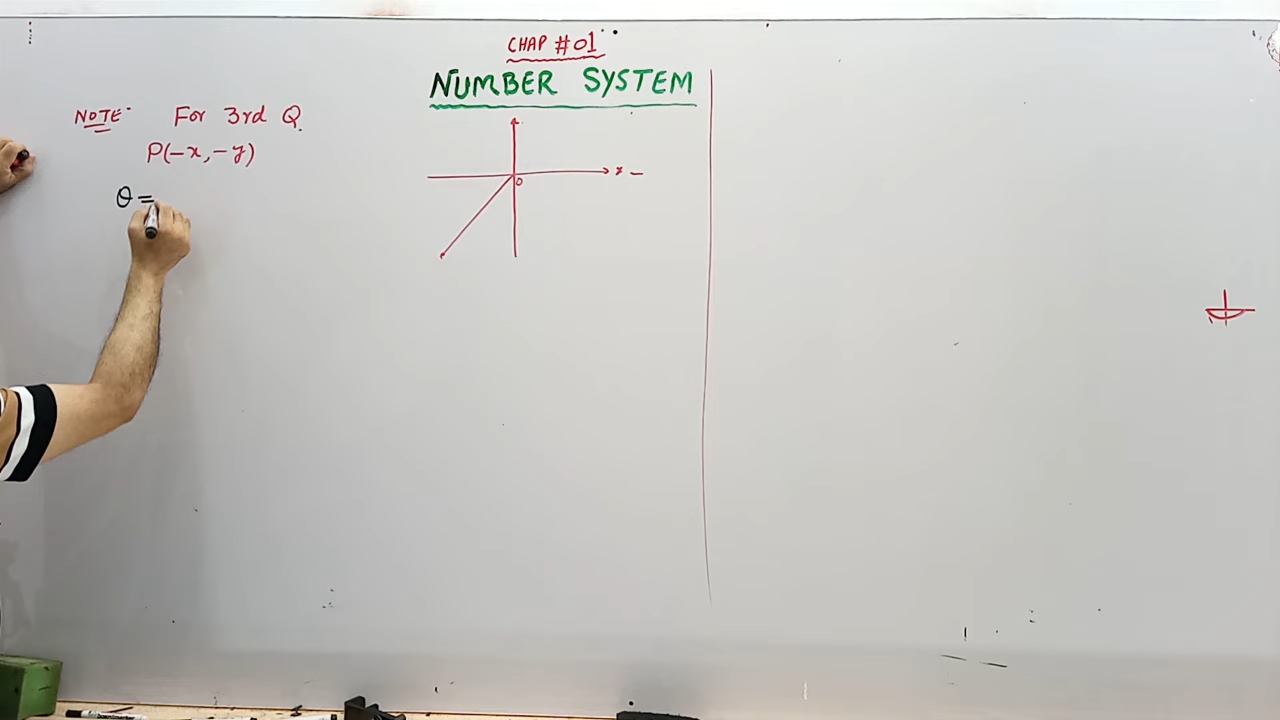 CHAP #01
NUMBER SYSTEM
NOTE: For 3rd Q.
P(-x, -y)
θ =
x
o